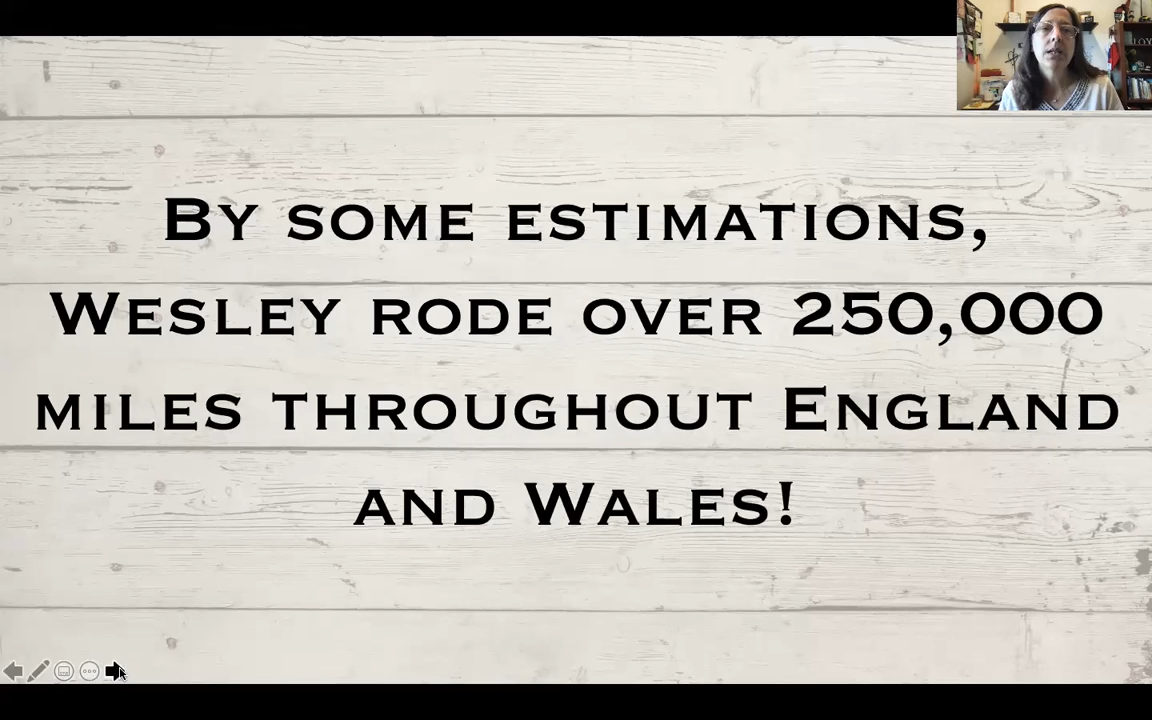 By some estimations,
Wesley rode over 250,000
miles throughout England
and Wales!